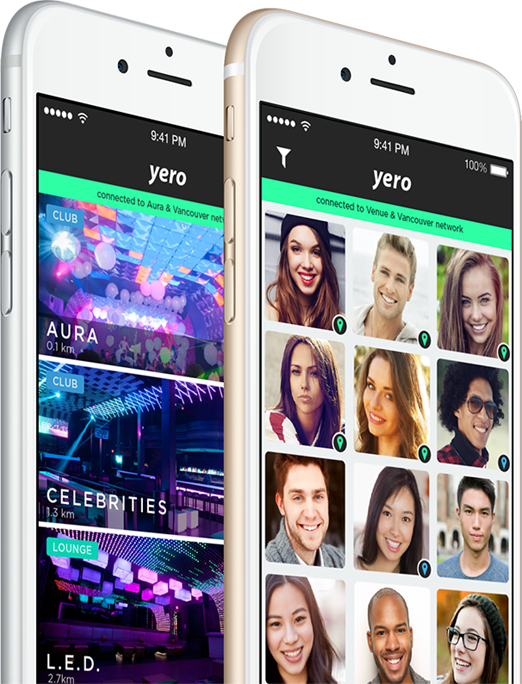 9:41 PM
yero
connected to Aura & Vancouver netw
CLUB
AURA
0.1 km
CLUB
CELEBRITIES
1.3 km
LOUNGE
L.E.D.
2.7km
9:41 PM
100%
yero
connected to Venue & Vancouver network